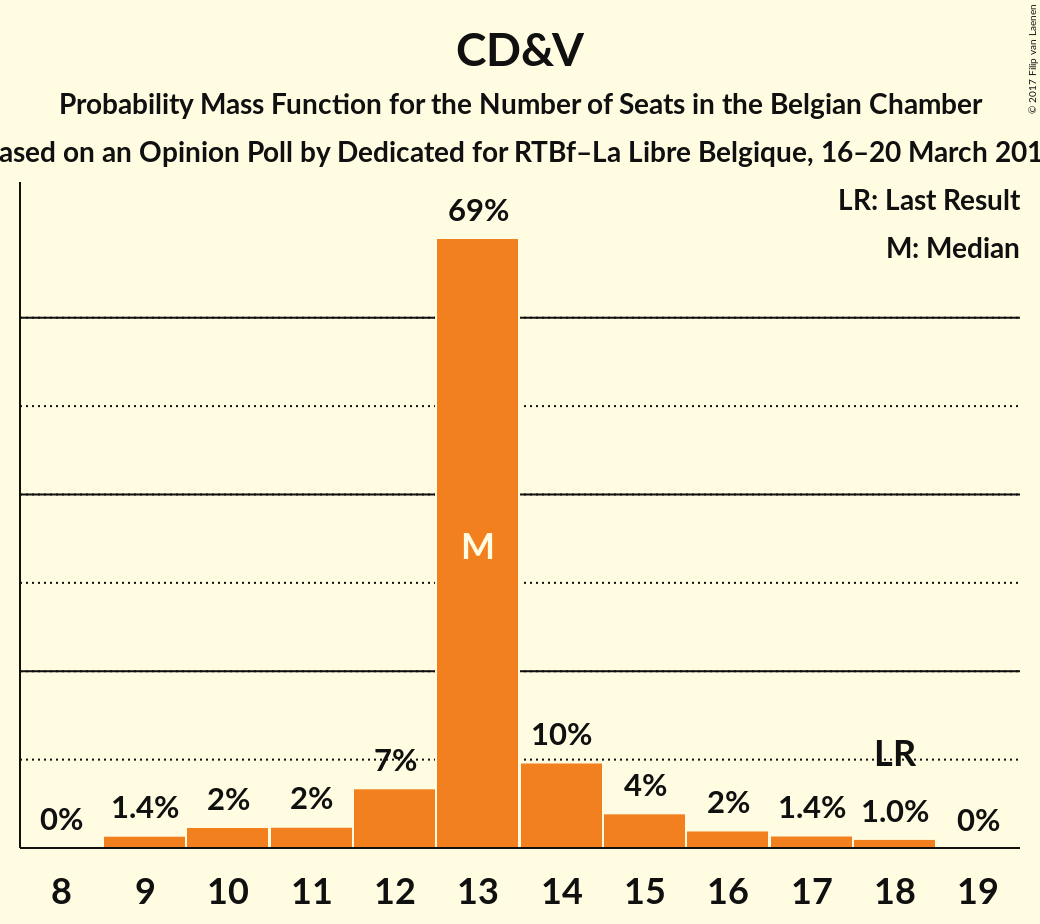 CD&V
Probability Mass Function for the Number of Seats in the Belgian Chamber
ased on an Opinion Poll by Dedicated for RTBf–La Libre Belgique, 16–20 March 201
LR: Last Result
M: Median
69%
M
10%
7%
LR
4%
2%
2%
2%
1.4%
1.4%
1.0%
0%
0%
8 9 10 11 12 13 14 15 16 17 18 19
© 2017 Filip van Laenen